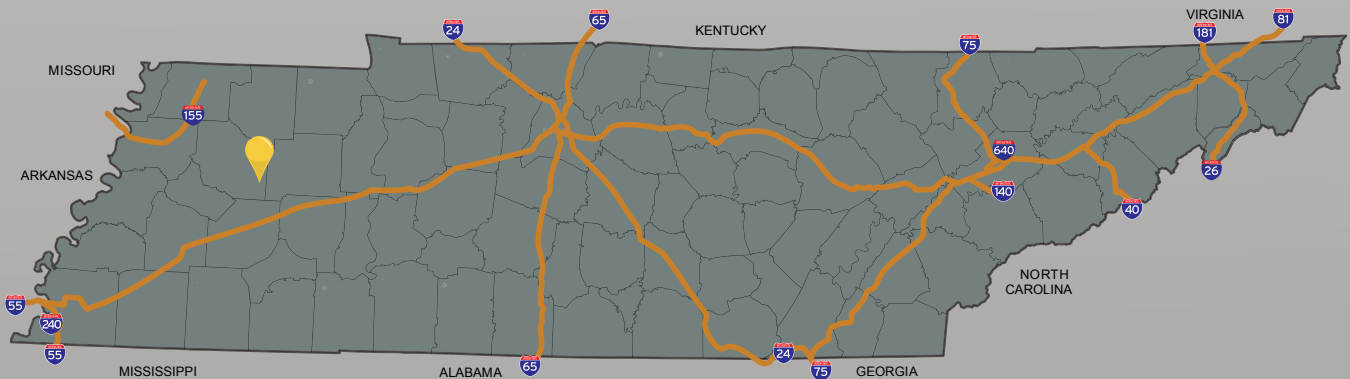 VIRGINIA
81
65
24
KENTUCKY
181
75
MISSOURI
155
640
ARKANSAS
26
140
40
NORTH
CAROLINA
55
240
55
24
65
75
MISSISSIPPI
ALABAMA
GEORGIA